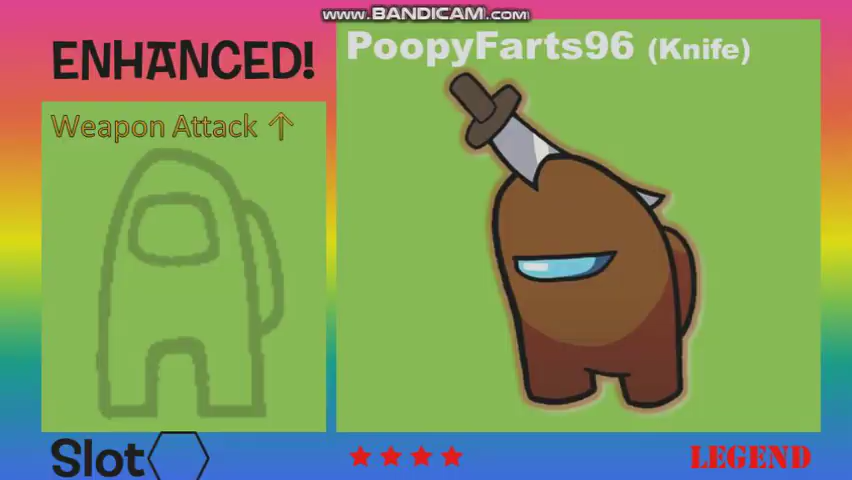 www.BANDICAM.com
ENHANCED!
PoopyFarts96 (Knife)
Weapon Attack ↑
Slot
★★★★
LEGEND